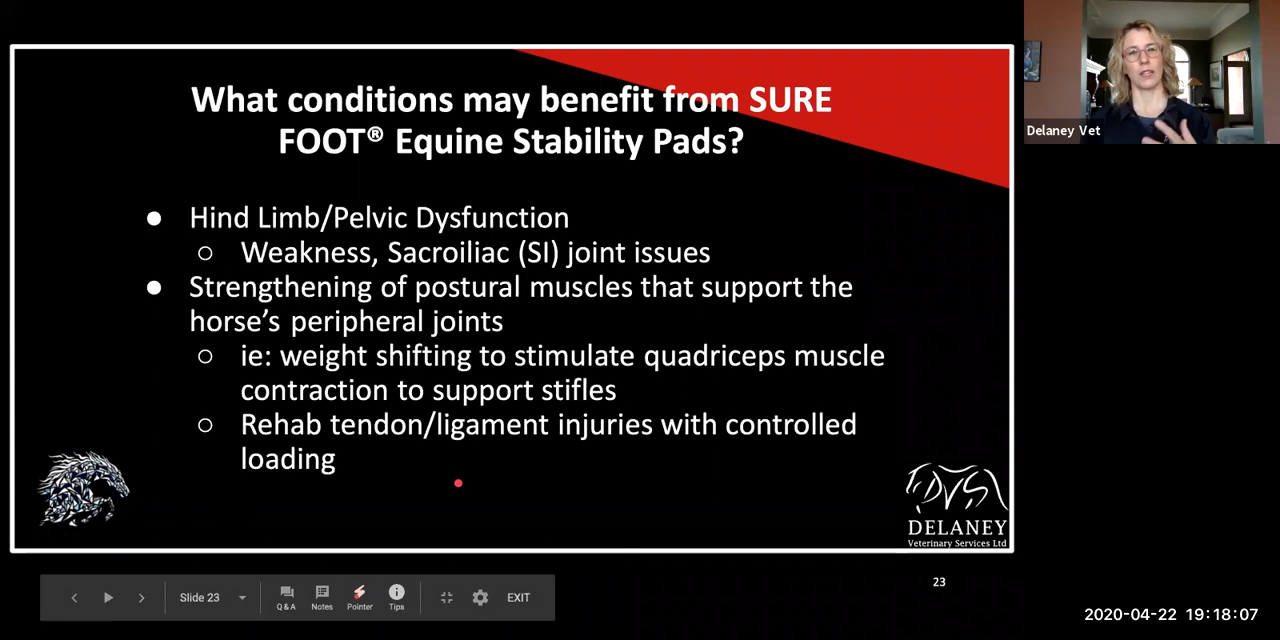 What conditions may benefit from SURE
FOOT® Equine Stability Pads?
● Hind Limb/Pelvic Dysfunction
○ Weakness, Sacroiliac (SI) joint issues
● Strengthening of postural muscles that support the
horse's peripheral joints
○ ie: weight shifting to stimulate quadriceps muscle
contraction to support stifles
○ Rehab tendon/ligament injuries with controlled
loading
DVS
DELANEY
Veterinary Services Ltd
Delaney Vet
23
Slide 23
Q&A
Notes
Pointer
Tips
EXIT
2020-04-22 19:18:07